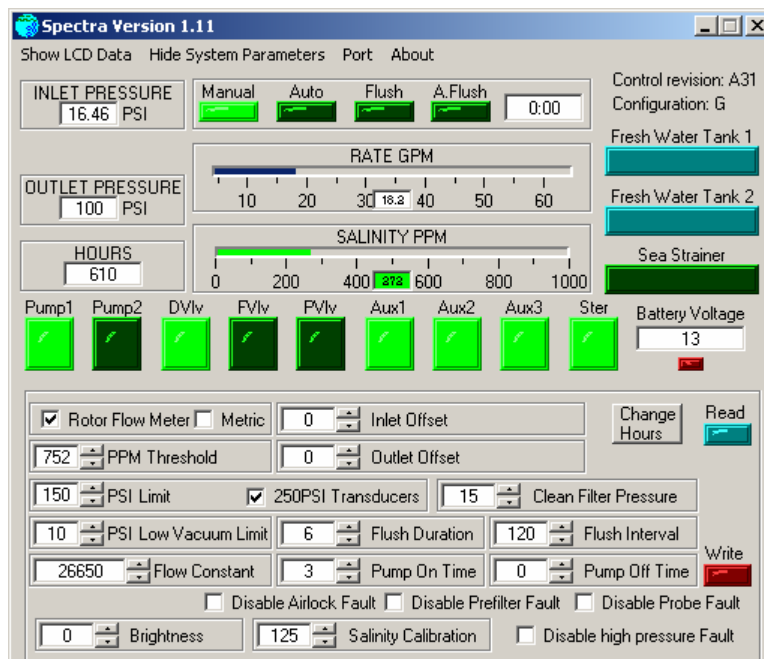 Spectra Version 1.11
Show LCD Data Hide System Parameters Port About
INLET PRESSURE
16.46 PSI
Manual Auto Flush A.Flush
0:00
Control revision: A31
Configuration: G
Fresh Water Tank 1
RATE GPM
10 20 30 18.2 40 50 60
OUTLET PRESSURE
100 PSI
Fresh Water Tank 2
SALINITY PPM
0 200 400 272 600 800 1000
HOURS
610
Sea Strainer
Pump1 Pump2 DVlv FVlv PVlv Aux1 Aux2 Aux3 Ster
Battery Voltage
13
Rotor Flow Meter Metric 0 Inlet Offset
Change Hours
Read
752 PPM Threshold 0 Outlet Offset
150 PSI Limit 250PSI Transducers 15 Clean Filter Pressure
10 PSI Low Vacuum Limit 6 Flush Duration 120 Flush Interval
Write
26650 Flow Constant 3 Pump On Time 0 Pump Off Time
Disable Airlock Fault Disable Prefilter Fault Disable Probe Fault
0 Brightness 125 Salinity Calibration Disable high pressure Fault